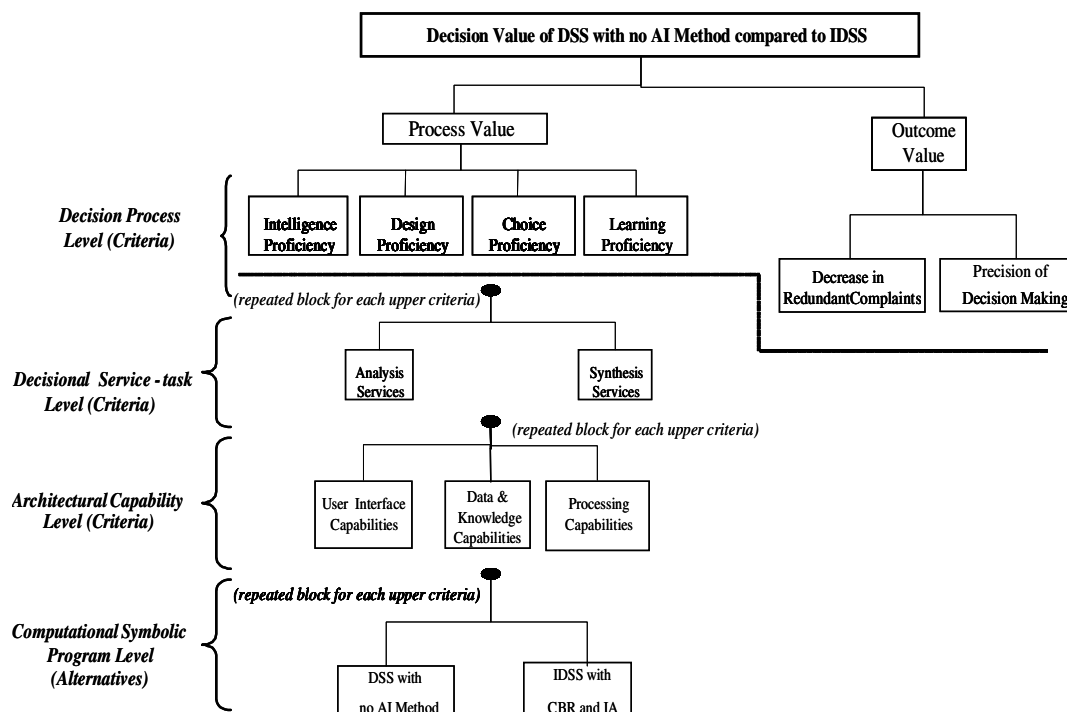 Decision Value of DSS with no AI Method compared to IDSS
Process Value
Outcome
Value
Decision Process
Level (Criteria)
Intelligence
Proficiency
Design
Proficiency
Choice
Proficiency
Learning
Proficiency
Decrease in
RedundantComplaints
Precision of
Decision Making
(repeated block for each upper criteria)
Decisional Service - task
Level (Criteria)
Analysis
Services
Synthesis
Services
(repeated block for each upper criteria)
Architectural Capability
Level (Criteria)
User Interface
Capabilities
Data &
Knowledge
Capabilities
Processing
Capabilities
(repeated block for each upper criteria)
Computational Symbolic
Program Level
(Alternatives)
DSS with
no AI Method
IDSS with
CBR and IA